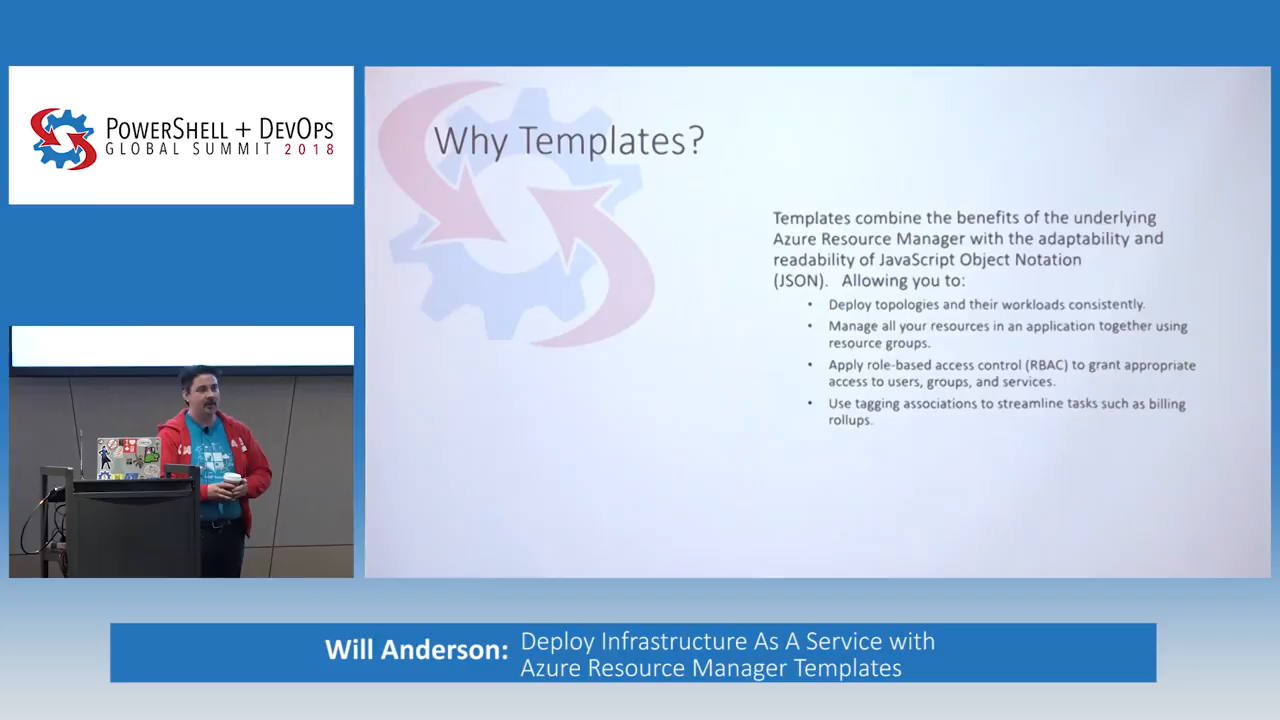 POWERSHELL + DEVOPS
GLOBAL SUMMIT 2018
Why Templates?
Templates combine the benefits of the underlying
Azure Resource Manager with the adaptability and
readability of JavaScript Object Notation
(JSON). Allowing you to:
• Deploy topologies and their workloads consistently.
• Manage all your resources in an application together using
resource groups.
• Apply role-based access control (RBAC) to grant appropriate
access to users, groups, and services.
• Use tagging associations to streamline tasks such as billing
rollups.
Will Anderson: Deploy Infrastructure As A Service with
Azure Resource Manager Templates